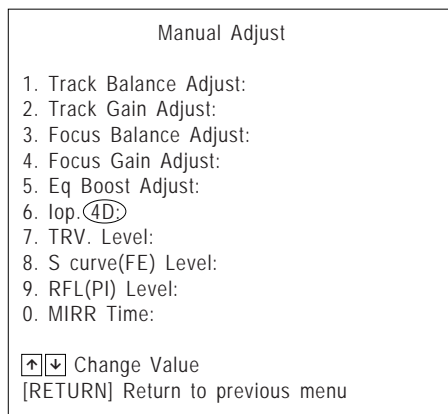 Manual Adjust
1. Track Balance Adjust:
2. Track Gain Adjust:
3. Focus Balance Adjust:
4. Focus Gain Adjust:
5. Eq Boost Adjust:
6. Iop.4D:
7. TRV. Level:
8. S curve(FE) Level:
9. RFL(PI) Level:
0. MIRR Time:
↑ ↓ Change Value
[RETURN] Return to previous menu